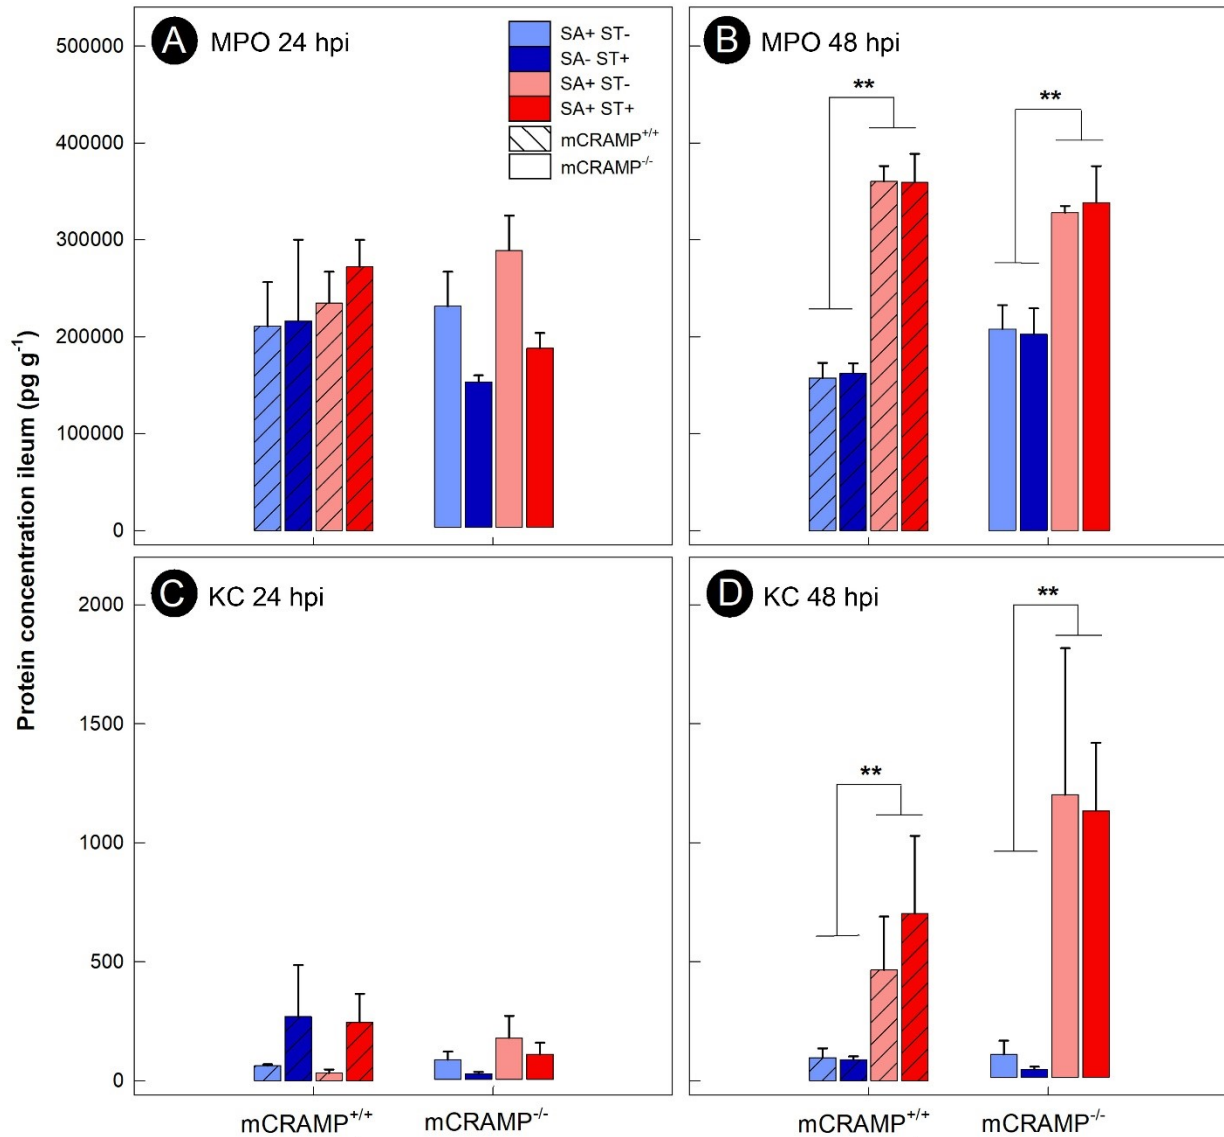 A MPO 24 hpi
SA+ ST-
SA- ST+
SA+ ST-
SA+ ST+
mCRAMP+/+
mCRAMP-/-
B MPO 48 hpi
**
**
500000
400000
300000
200000
100000
0
Protein concentration ileum (pg g-1)
C KC 24 hpi
D KC 48 hpi
**
**
2000
1500
1000
500
0
mCRAMP+/+
mCRAMP-/-
mCRAMP+/+
mCRAMP-/-